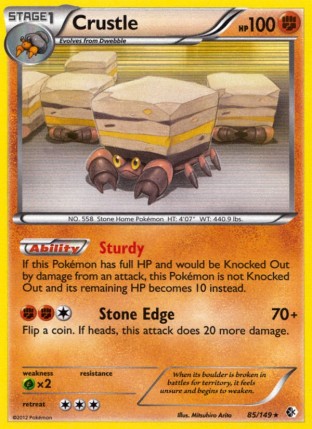 STAGE1 Crustle HP100
Evolves from Dwebble
NO. 558 Stone Home Pokémon HT: 4'07" WT: 440.9 lbs.
Ability Sturdy
If this Pokémon has full HP and would be Knocked Out
by damage from an attack, this Pokémon is not Knocked
Out and its remaining HP becomes 10 instead.
Stone Edge 70+
Flip a coin. If heads, this attack does 20 more damage.
weakness resistance
×2
retreat
When its boulder is broken in
battles for territory, it feels
unsure and begins to weaken.
Illus. Mitsuhiro Arita 85/149
©2012 Pokémon